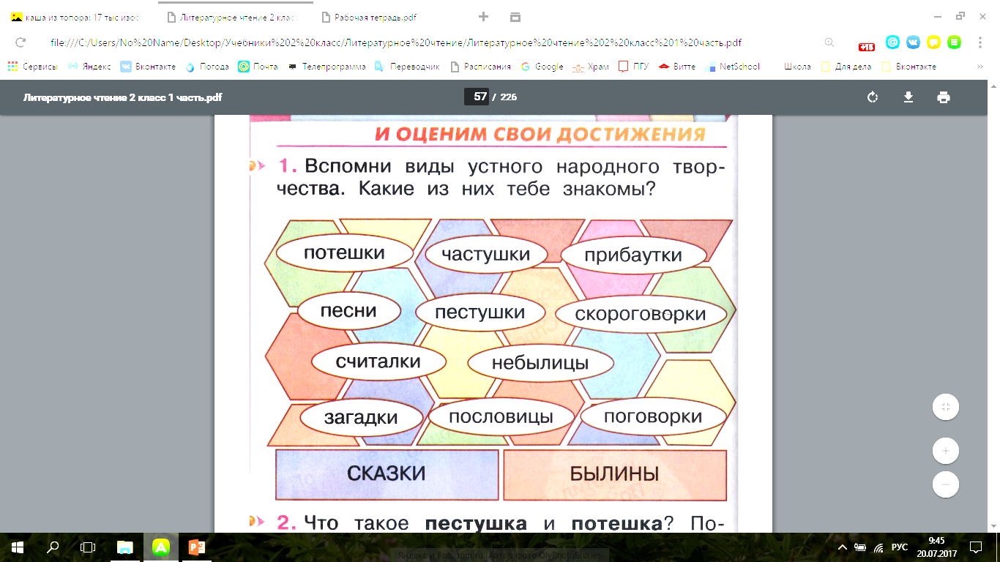 каша из топора: 17 тыс изоб
Литературное чтение 2 клас
Рабочая тетрадь.pdf
file:///C:/Users/No%20Name/Desktop/Учебники%202%20класс/Литературное%20чтение/Литературное%20чтение%202%20класс%201%20часть.pdf
+18
Сервисы Яндекс Вконтакте Погода Почта Телепрограмма Переводчик Расписания Google Храм ПГУ Витте NetSchool Школа Для дела Вконтакте »
Литературное чтение 2 класс 1 часть.pdf
57 / 226
И ОЦЕНИМ СВОИ ДОСТИЖЕНИЯ
1. Вспомни виды устного народного твор-
чества. Какие из них тебе знакомы?
потешки частушки прибаутки
песни пестушки скороговорки
считалки небылицы
загадки пословицы поговорки
СКАЗКИ БЫЛИНЫ
2. Что такое пестушка и потешка? По-
РУС
9:45
20.07.2017